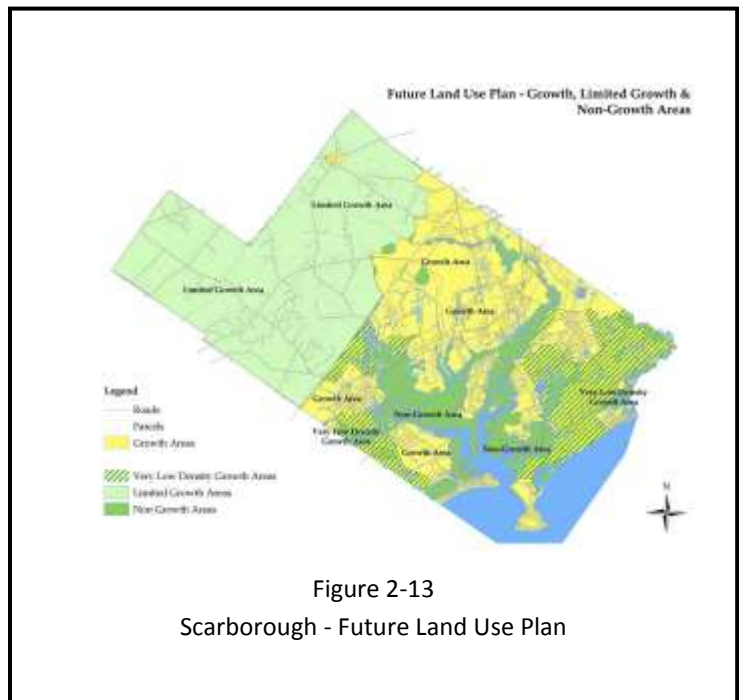 Future Land Use Plan - Growth, Limited Growth &
Non-Growth Areas
Limited Growth Area
Growth Area
Limited Growth Area
Growth Area
Legend
Roads
Parcels
Growth Areas
Very Low Density Growth Areas
Limited Growth Areas
Non Growth Areas
Growth Area
Very Low Density
Growth Area
Non-Growth Area
Very Low Density
Growth Area
Growth Area
Non-Growth Area
N
Figure 2-13
Scarborough - Future Land Use Plan